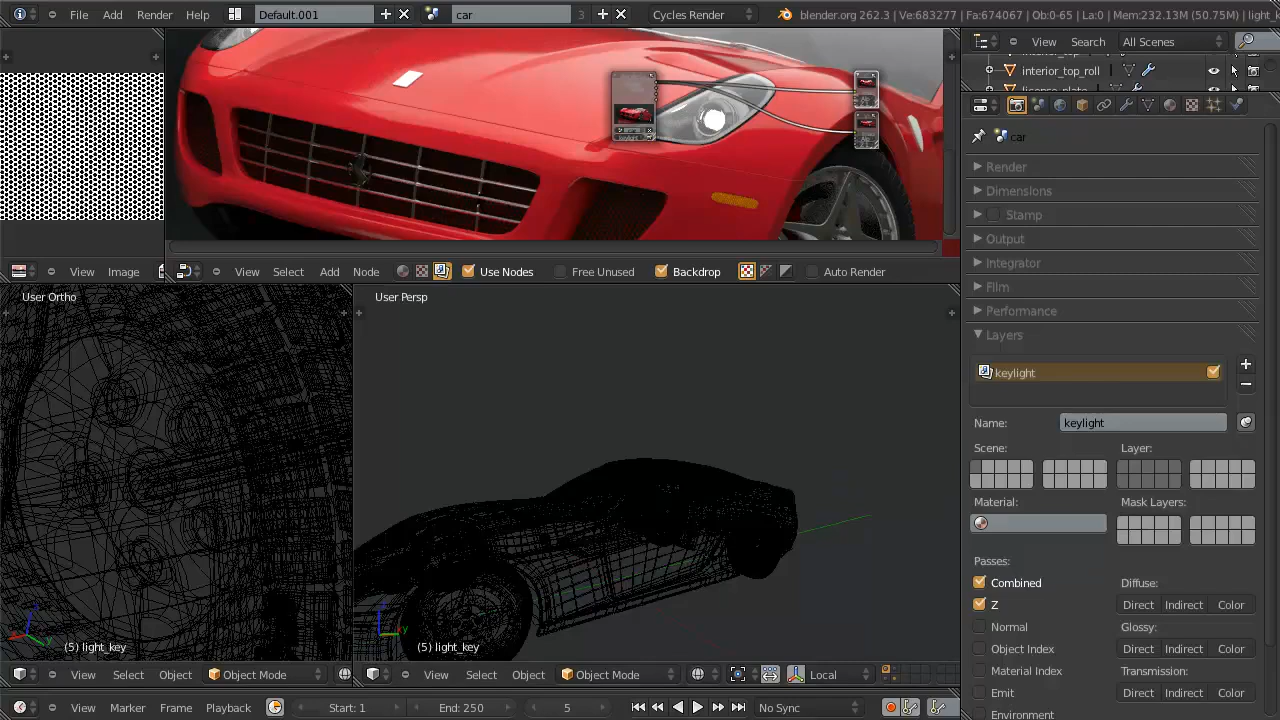 File Add Render Help Default.001 car 3 Cycles Render blender.org 262.3 | Ve:683277 | Fa:674067 | Ob:0-65 | La:0 | Mem:232.13M (50.75M) | light_k
View Search All Scenes
interior_top_roll
license_plate
car
Render
Dimensions
Stamp
Output
Integrator
Film
Performance
Layers
keylight
Name: keylight
Scene: Layer:
Material: Mask Layers:
Passes:
Combined Diffuse:
Z Direct Indirect Color
Normal Glossy:
Object Index Direct Indirect Color
Material Index Transmission:
Emit Direct Indirect Color
Environment
View Image
View Select Add Node Use Nodes Free Unused Backdrop Auto Render
User Ortho
User Persp
(5) light_key
(5) light_key
View Select Object Object Mode
View Select Object Object Mode Local
View Marker Frame Playback Start: 1 End: 250 5 No Sync